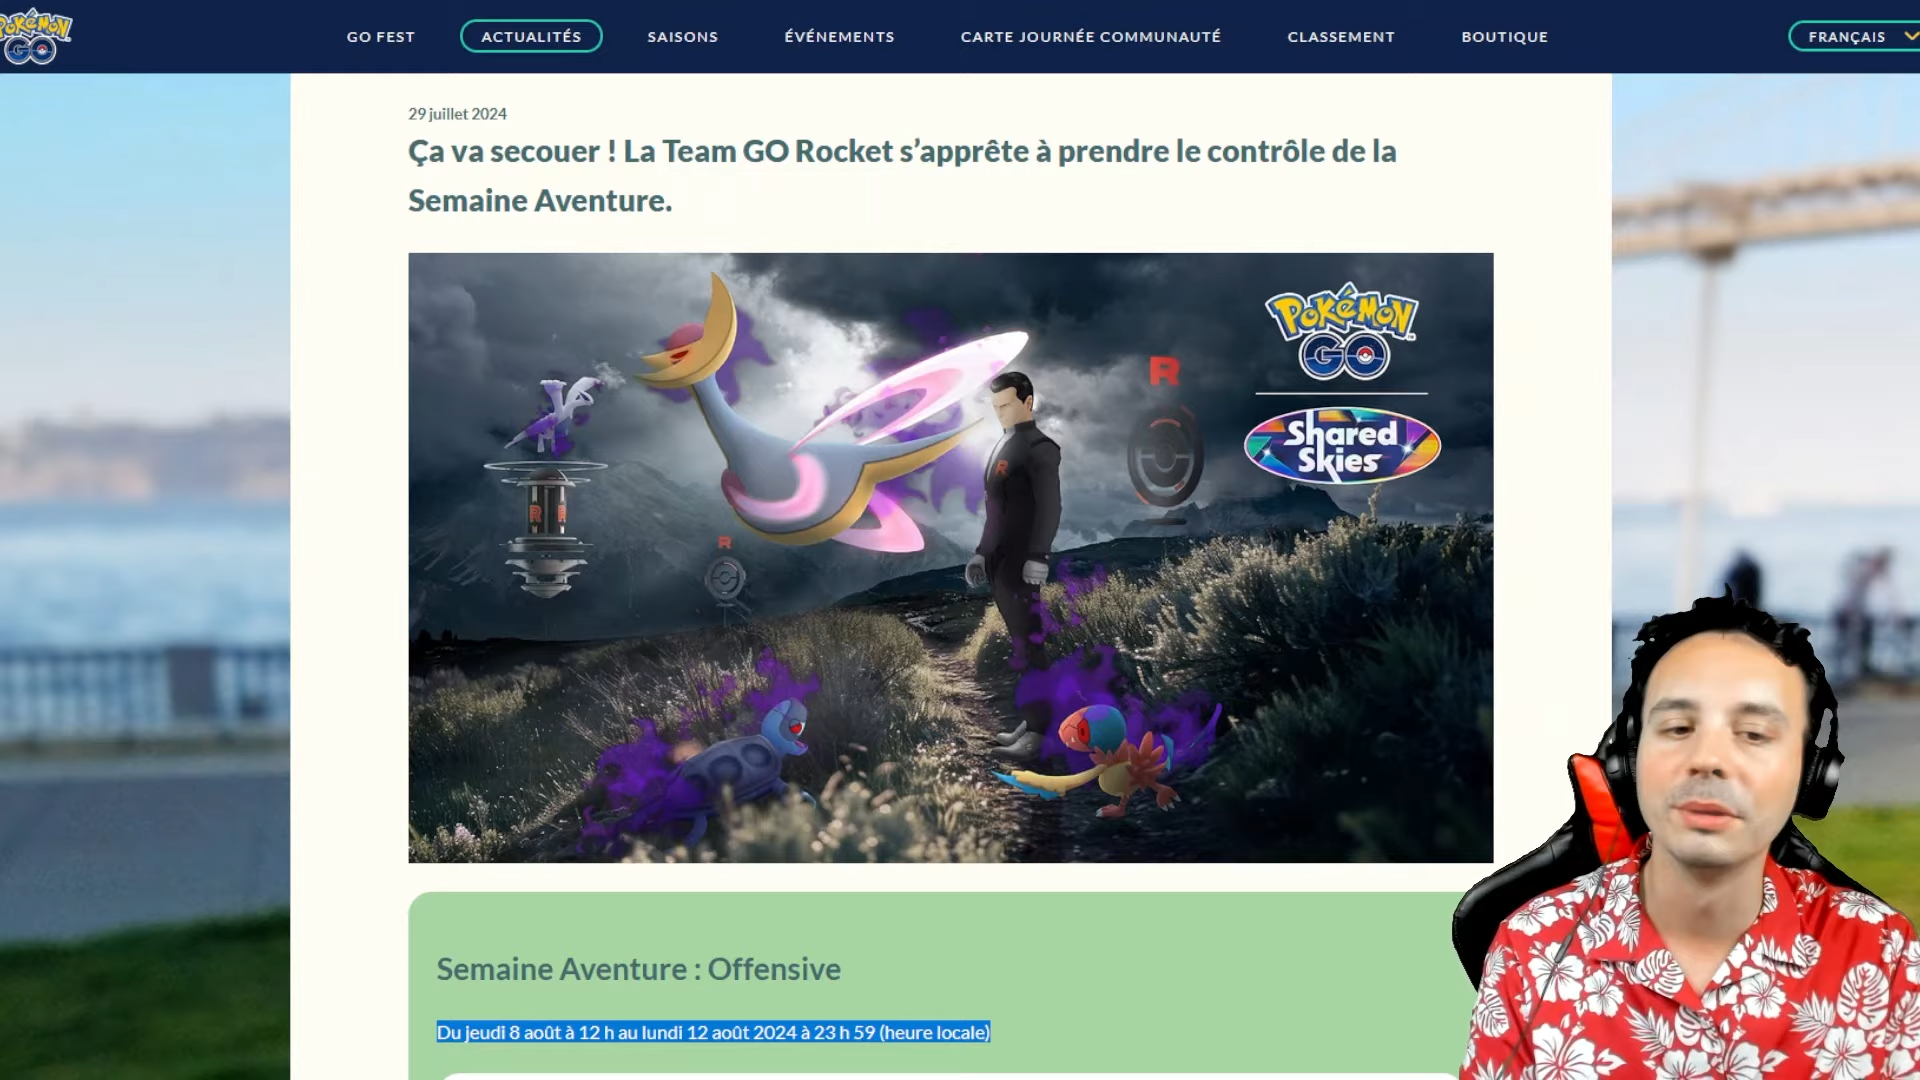 Pokémon GO
GO FEST
ACTUALITÉS
SAISONS
ÉVÉNEMENTS
CARTE JOURNÉE COMMUNAUTÉ
CLASSEMENT
BOUTIQUE
FRANÇAIS
29 juillet 2024
Ça va secouer ! La Team GO Rocket s’apprête à prendre le contrôle de la
Semaine Aventure.
POKéMON
GO
Shared
Skies
R
R
R
R
R
Semaine Aventure : Offensive
Du jeudi 8 août à 12 h au lundi 12 août 2024 à 23 h 59 (heure locale)